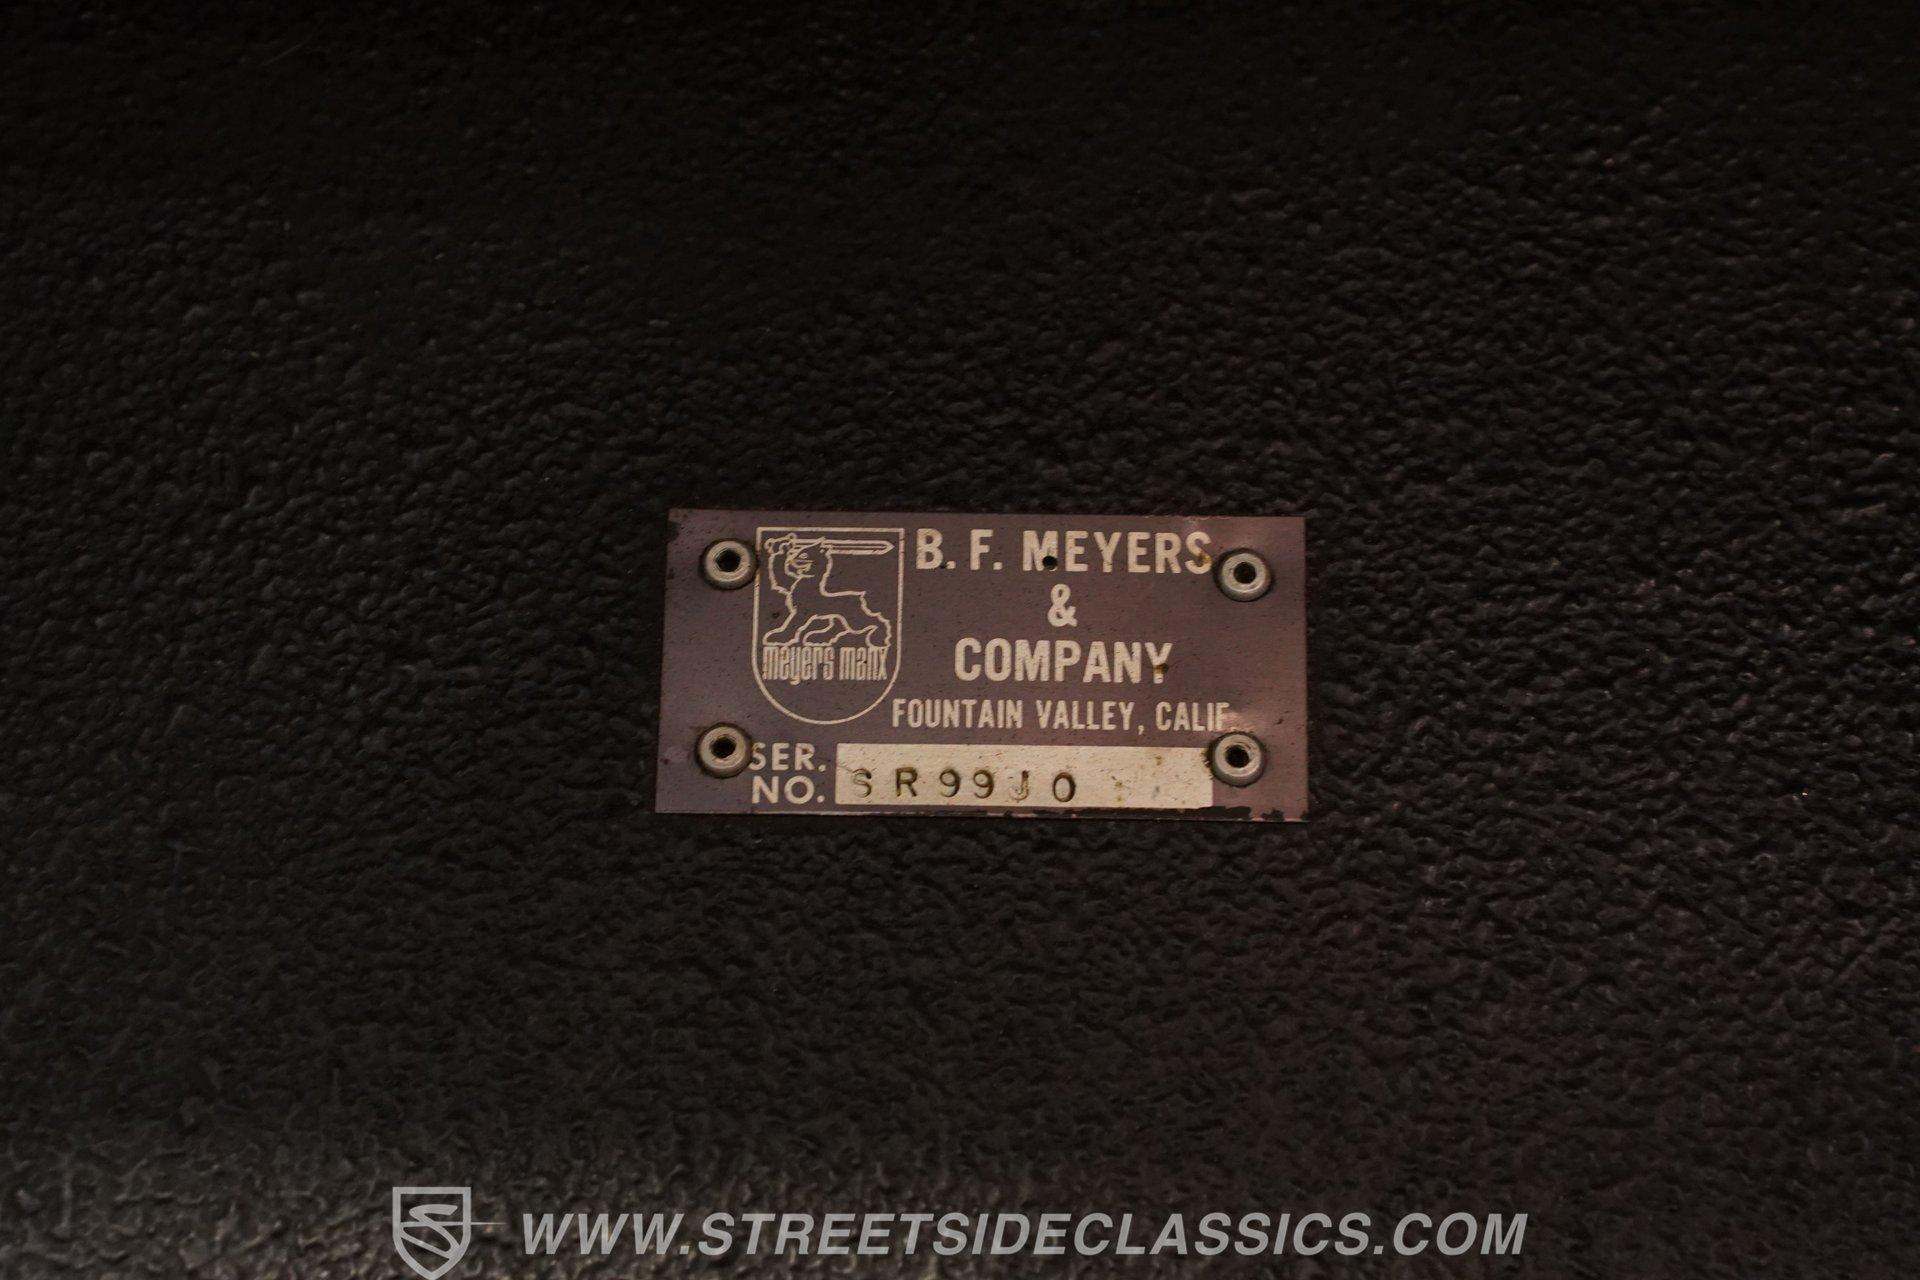 B. F. MEYERS
&
COMPANY
meyers manx
FOUNTAIN VALLEY, CALIF.
SER.
NO. SR99J0
WWW.STREETSIDECLASSICS.COM